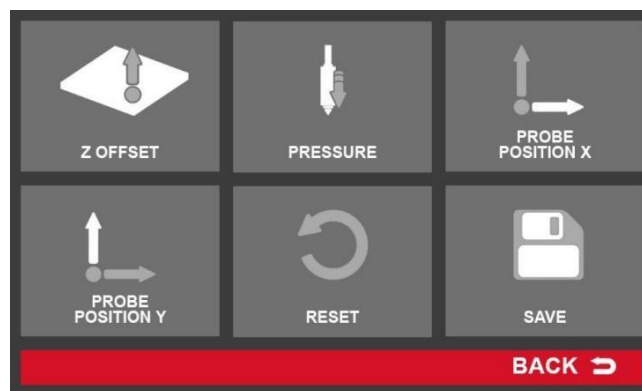 Z OFFSET
PRESSURE
PROBE
POSITION X
PROBE
POSITION Y
RESET
SAVE
BACK